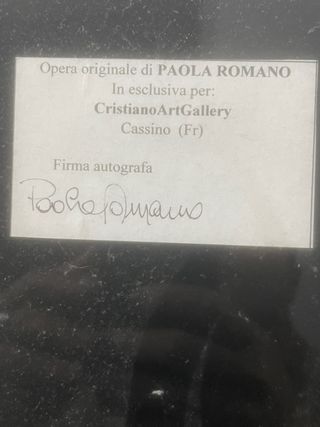 Opera originale di PAOLA ROMANO
In esclusiva per:
CristianoArtGallery
Cassino (Fr)
Firma autografa
Paola Romano